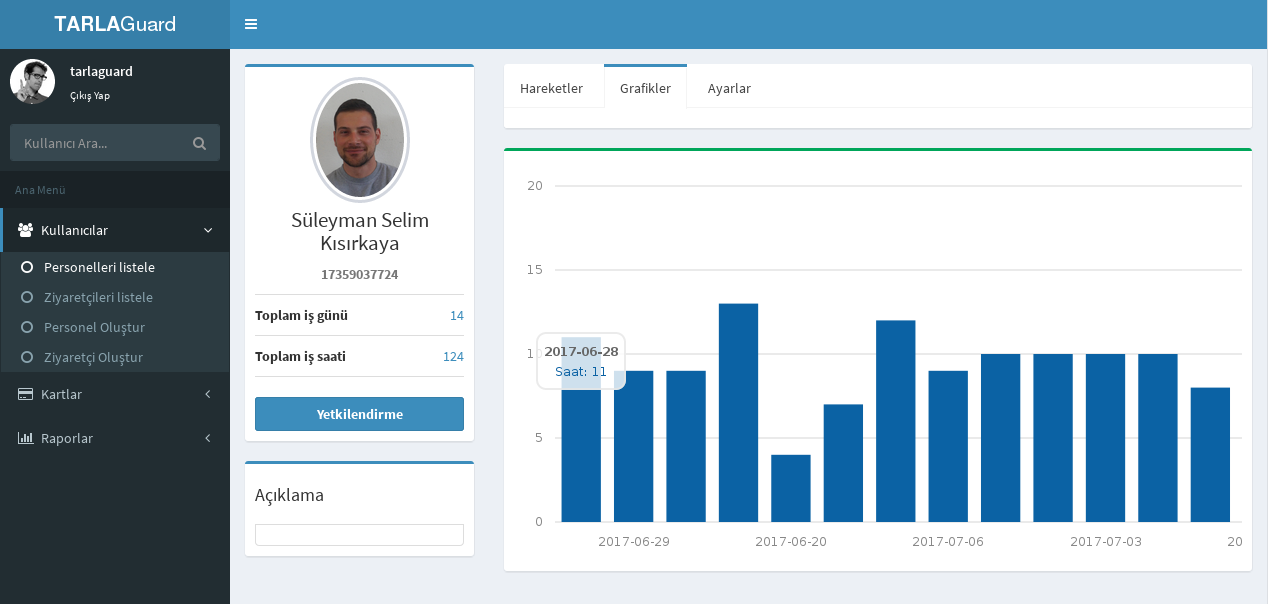 TARLAGuard
tarlaguard
Çıkış Yap
Kullanıcı Ara...
Ana Menü
Kullanıcılar
Personelleri listele
Ziyaretçileri listele
Personel Oluştur
Ziyaretçi Oluştur
Kartlar
Raporlar
Süleyman Selim
Kısırkaya
17359037724
Toplam iş günü 14
Toplam iş saati 124
Yetkilendirme
Açıklama
Hareketler Grafikler Ayarlar
20
15
10
5
0
2017-06-28
Saat: 11
2017-06-29 2017-06-20 2017-07-06 2017-07-03 20